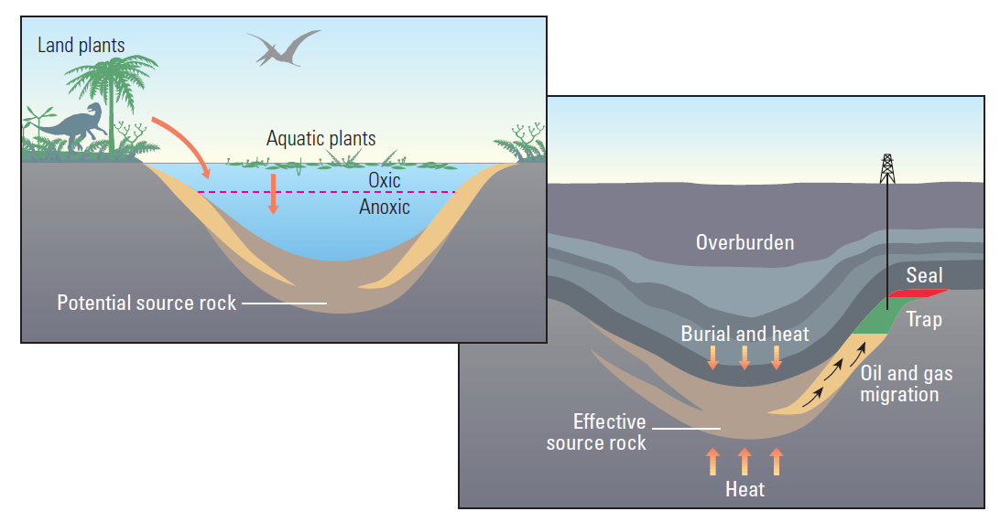 Land plants
Aquatic plants
Oxic
Anoxic
Potential source rock
Overburden
Seal
Trap
Burial and heat
Oil and gas
migration
Effective
source rock
Heat